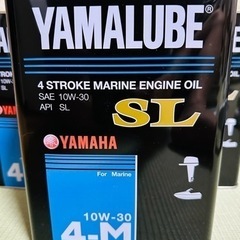 YAMALUBE®
4 STROKE MARINE ENGINE OIL
SAE 10W-30
API SL
SL
YAMAHA
For Marine
10W-30
4-M